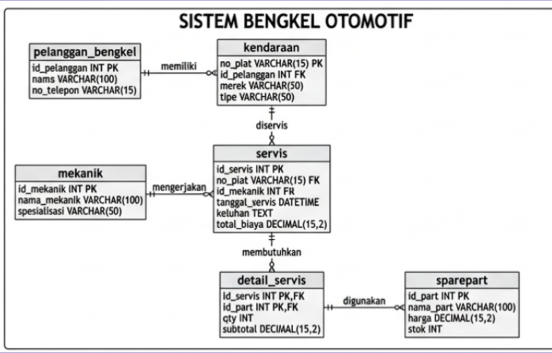 SISTEM BENGKEL OTOMOTIF
pelanggan_bengkel
id_pelanggan INT PK
nams VARCHAR(100)
no_telepon VARCHAR(15)
memiliki
kendaraan
no_plat VARCHAR(15) PK
id_pelanggan INT FK
merek VARCHAR(50)
tipe VARCHAR(50)
diservis
mekanik
id_mekanik INT PK
nama_mekanik VARCHAR(100)
spesialisasi VARCHAR(50)
mengerjakan
servis
id_servis INT PK
no_piat VARCHAR(15) FK
id_mekanik INT FR
tanggal_servis DATETIME
keluhan TEXT
total_biaya DECIMAL(15,2)
membutuhkan
detail_servis
id_servis INT PK,FK
id_part INT PK,FK
qty INT
subtotal DECIMAL(15,2)
digunakan
sparepart
id_part INT PK
nama_part VARCHAR(100)
harga DECIMAL(15,2)
stok INT